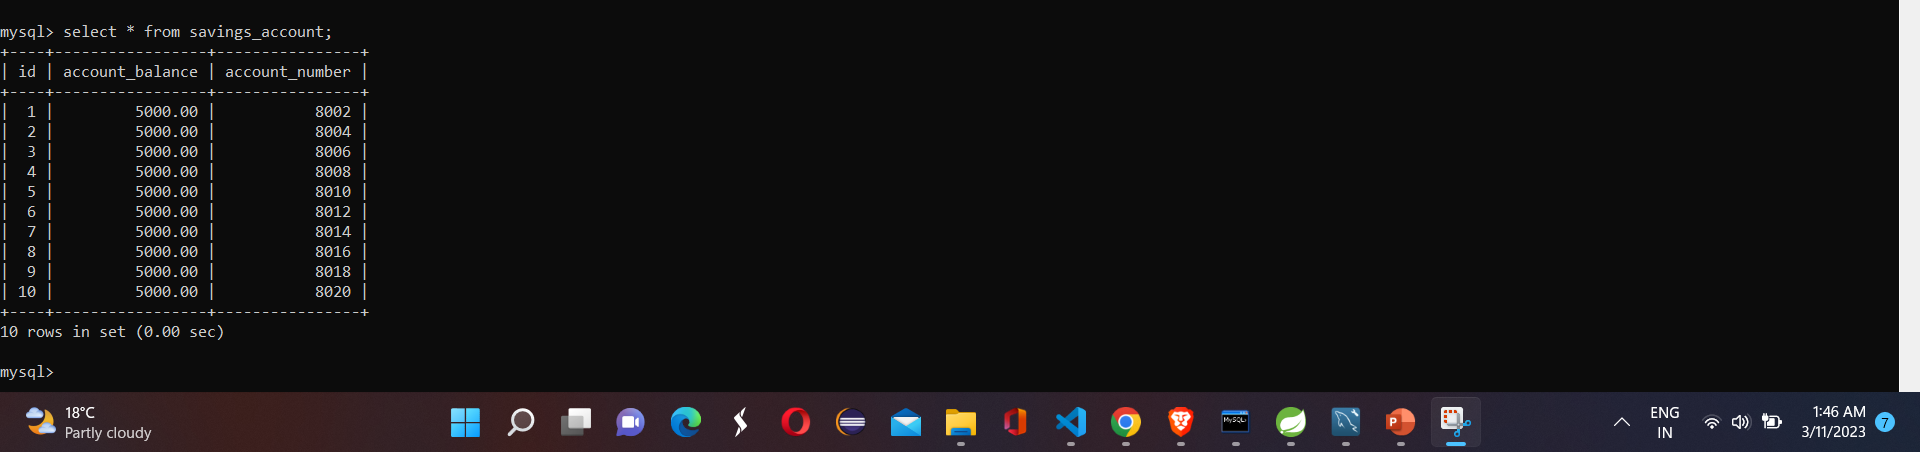 mysql> select * from savings_account;
+----+-----------------+----------------+
| id | account_balance | account_number |
+----+-----------------+----------------+
|  1 |         5000.00 |           8002 |
|  2 |         5000.00 |           8004 |
|  3 |         5000.00 |           8006 |
|  4 |         5000.00 |           8008 |
|  5 |         5000.00 |           8010 |
|  6 |         5000.00 |           8012 |
|  7 |         5000.00 |           8014 |
|  8 |         5000.00 |           8016 |
|  9 |         5000.00 |           8018 |
| 10 |         5000.00 |           8020 |
+----+-----------------+----------------+
10 rows in set (0.00 sec)
mysql>
18°C
Partly cloudy
MySQL
P
ENG
IN
1:46 AM
3/11/2023
7